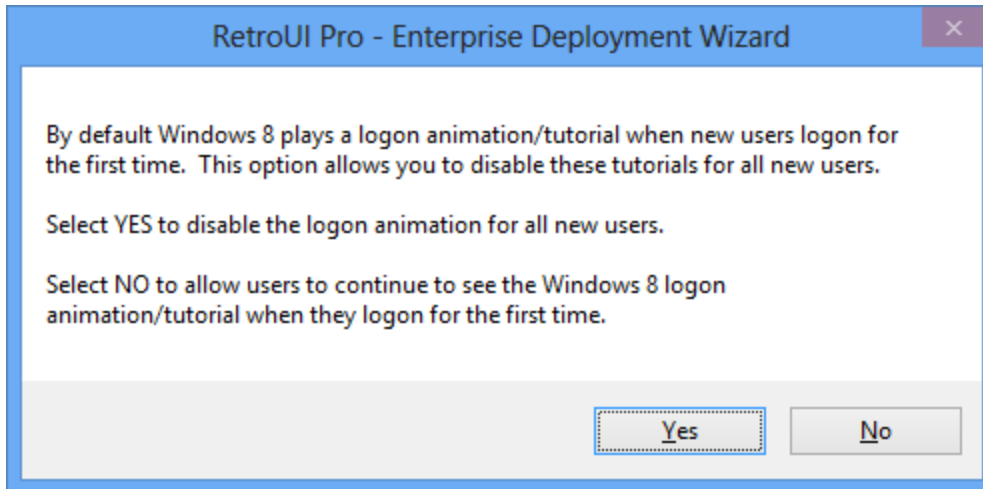 RetroUI Pro - Enterprise Deployment Wizard
By default Windows 8 plays a logon animation/tutorial when new users logon for
the first time.  This option allows you to disable these tutorials for all new users.
Select YES to disable the logon animation for all new users.
Select NO to allow users to continue to see the Windows 8 logon
animation/tutorial when they logon for the first time.
Yes No